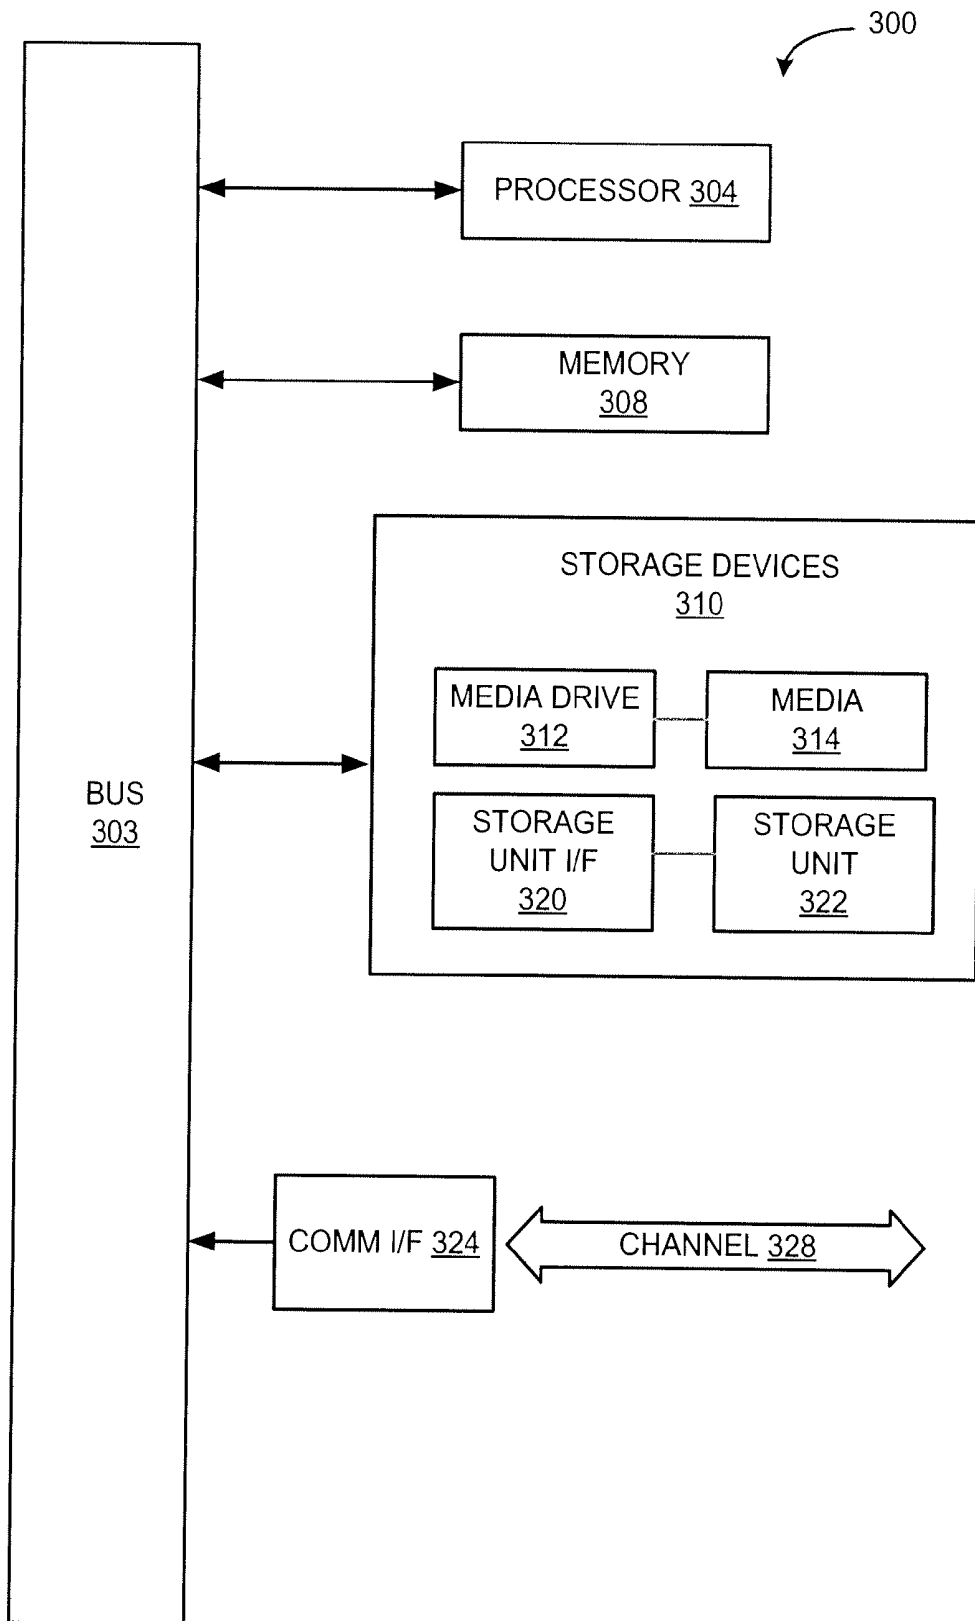 300
PROCESSOR 304
MEMORY
308
STORAGE DEVICES
310
MEDIA DRIVE
312
MEDIA
314
BUS
303
STORAGE
UNIT I/F
320
STORAGE
UNIT
322
COMM I/F 324
CHANNEL 328